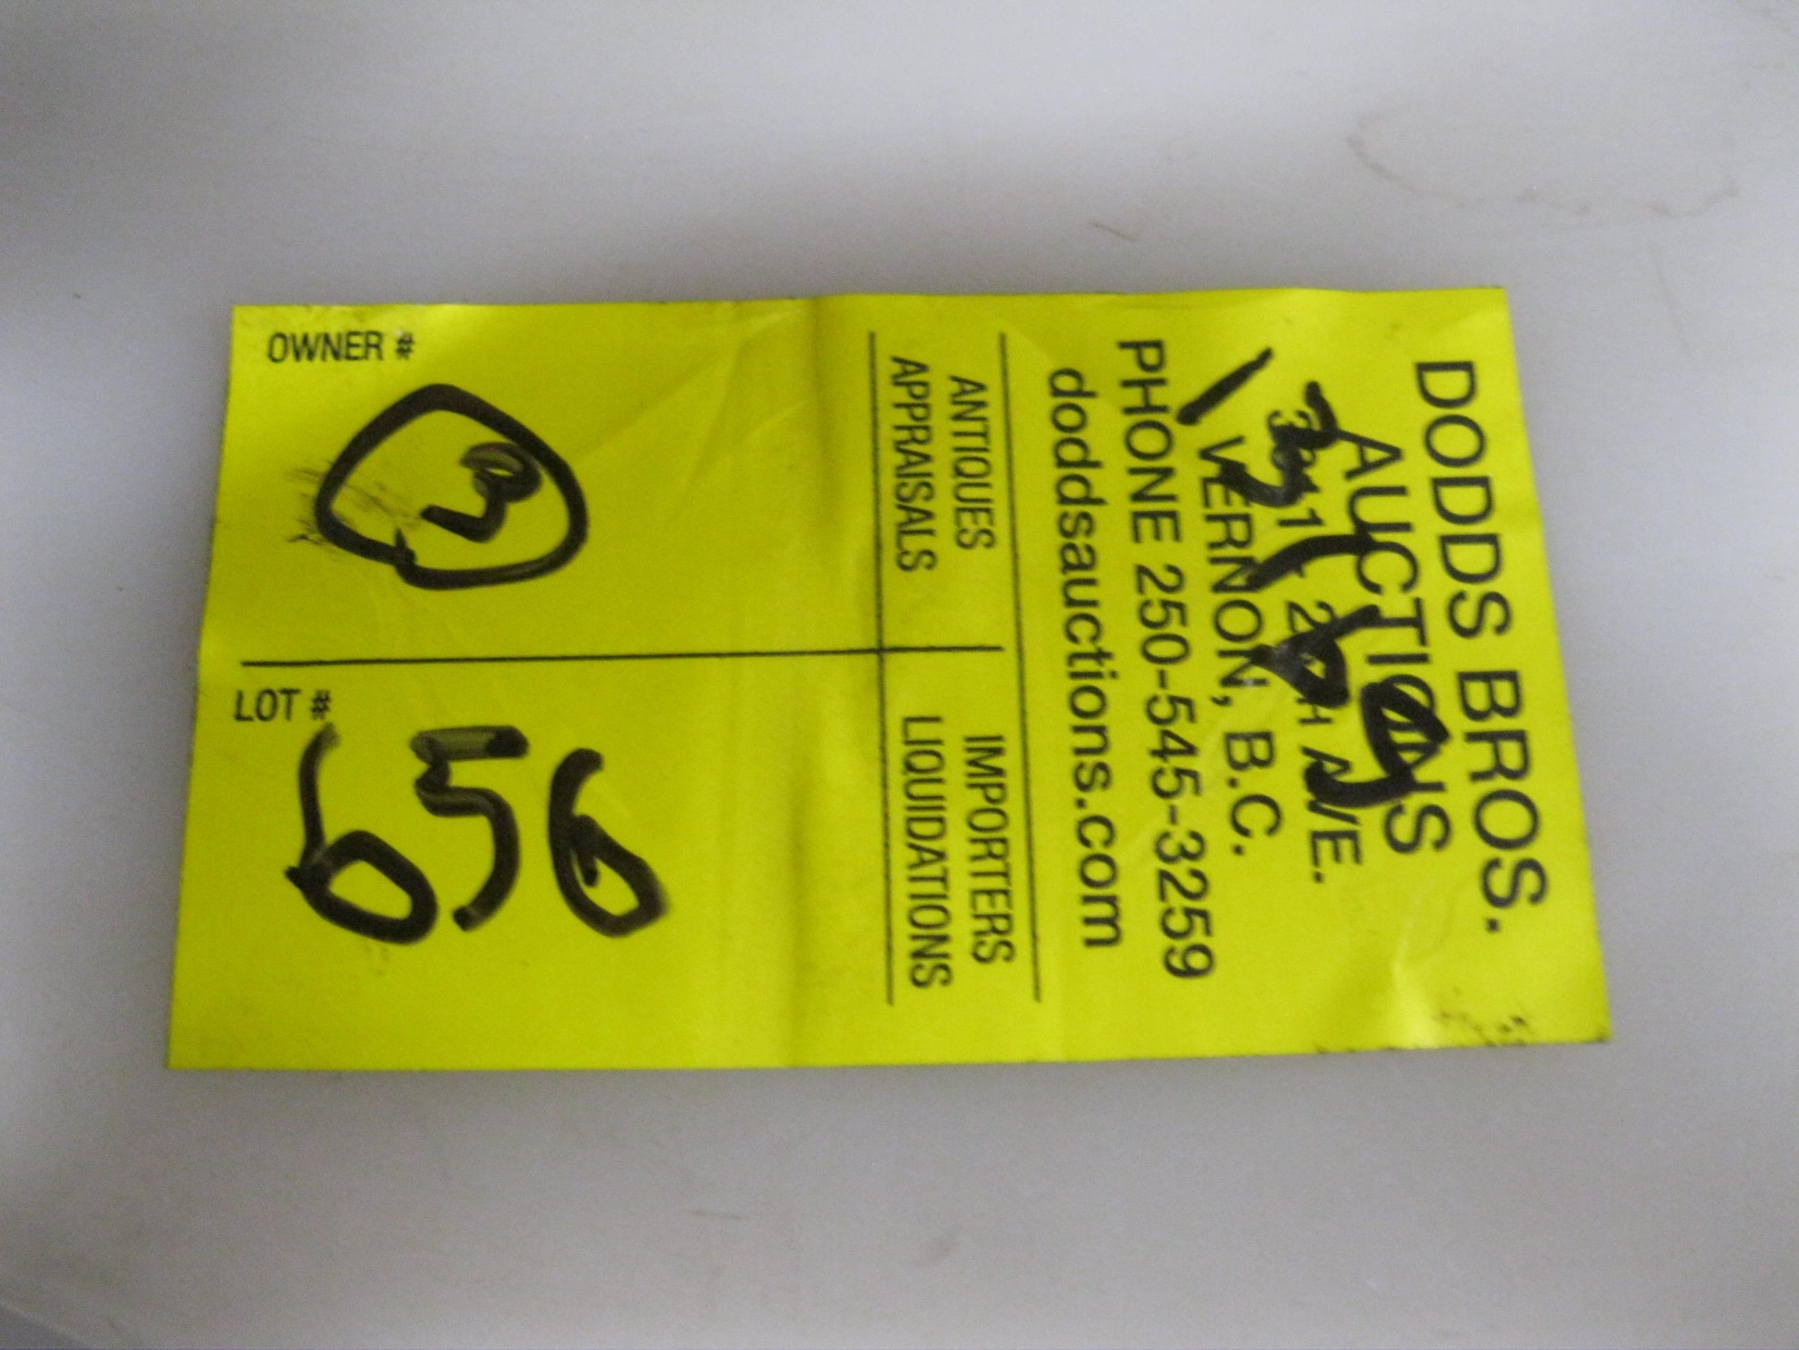 DODDS BROS.
AUCTIONS
VERNON, B.C.
PHONE 250-545-3259
doddsauctions.com
ANTIQUES IMPORTERS
APPRAISALS LIQUIDATIONS
OWNER #
3
LOT #
656